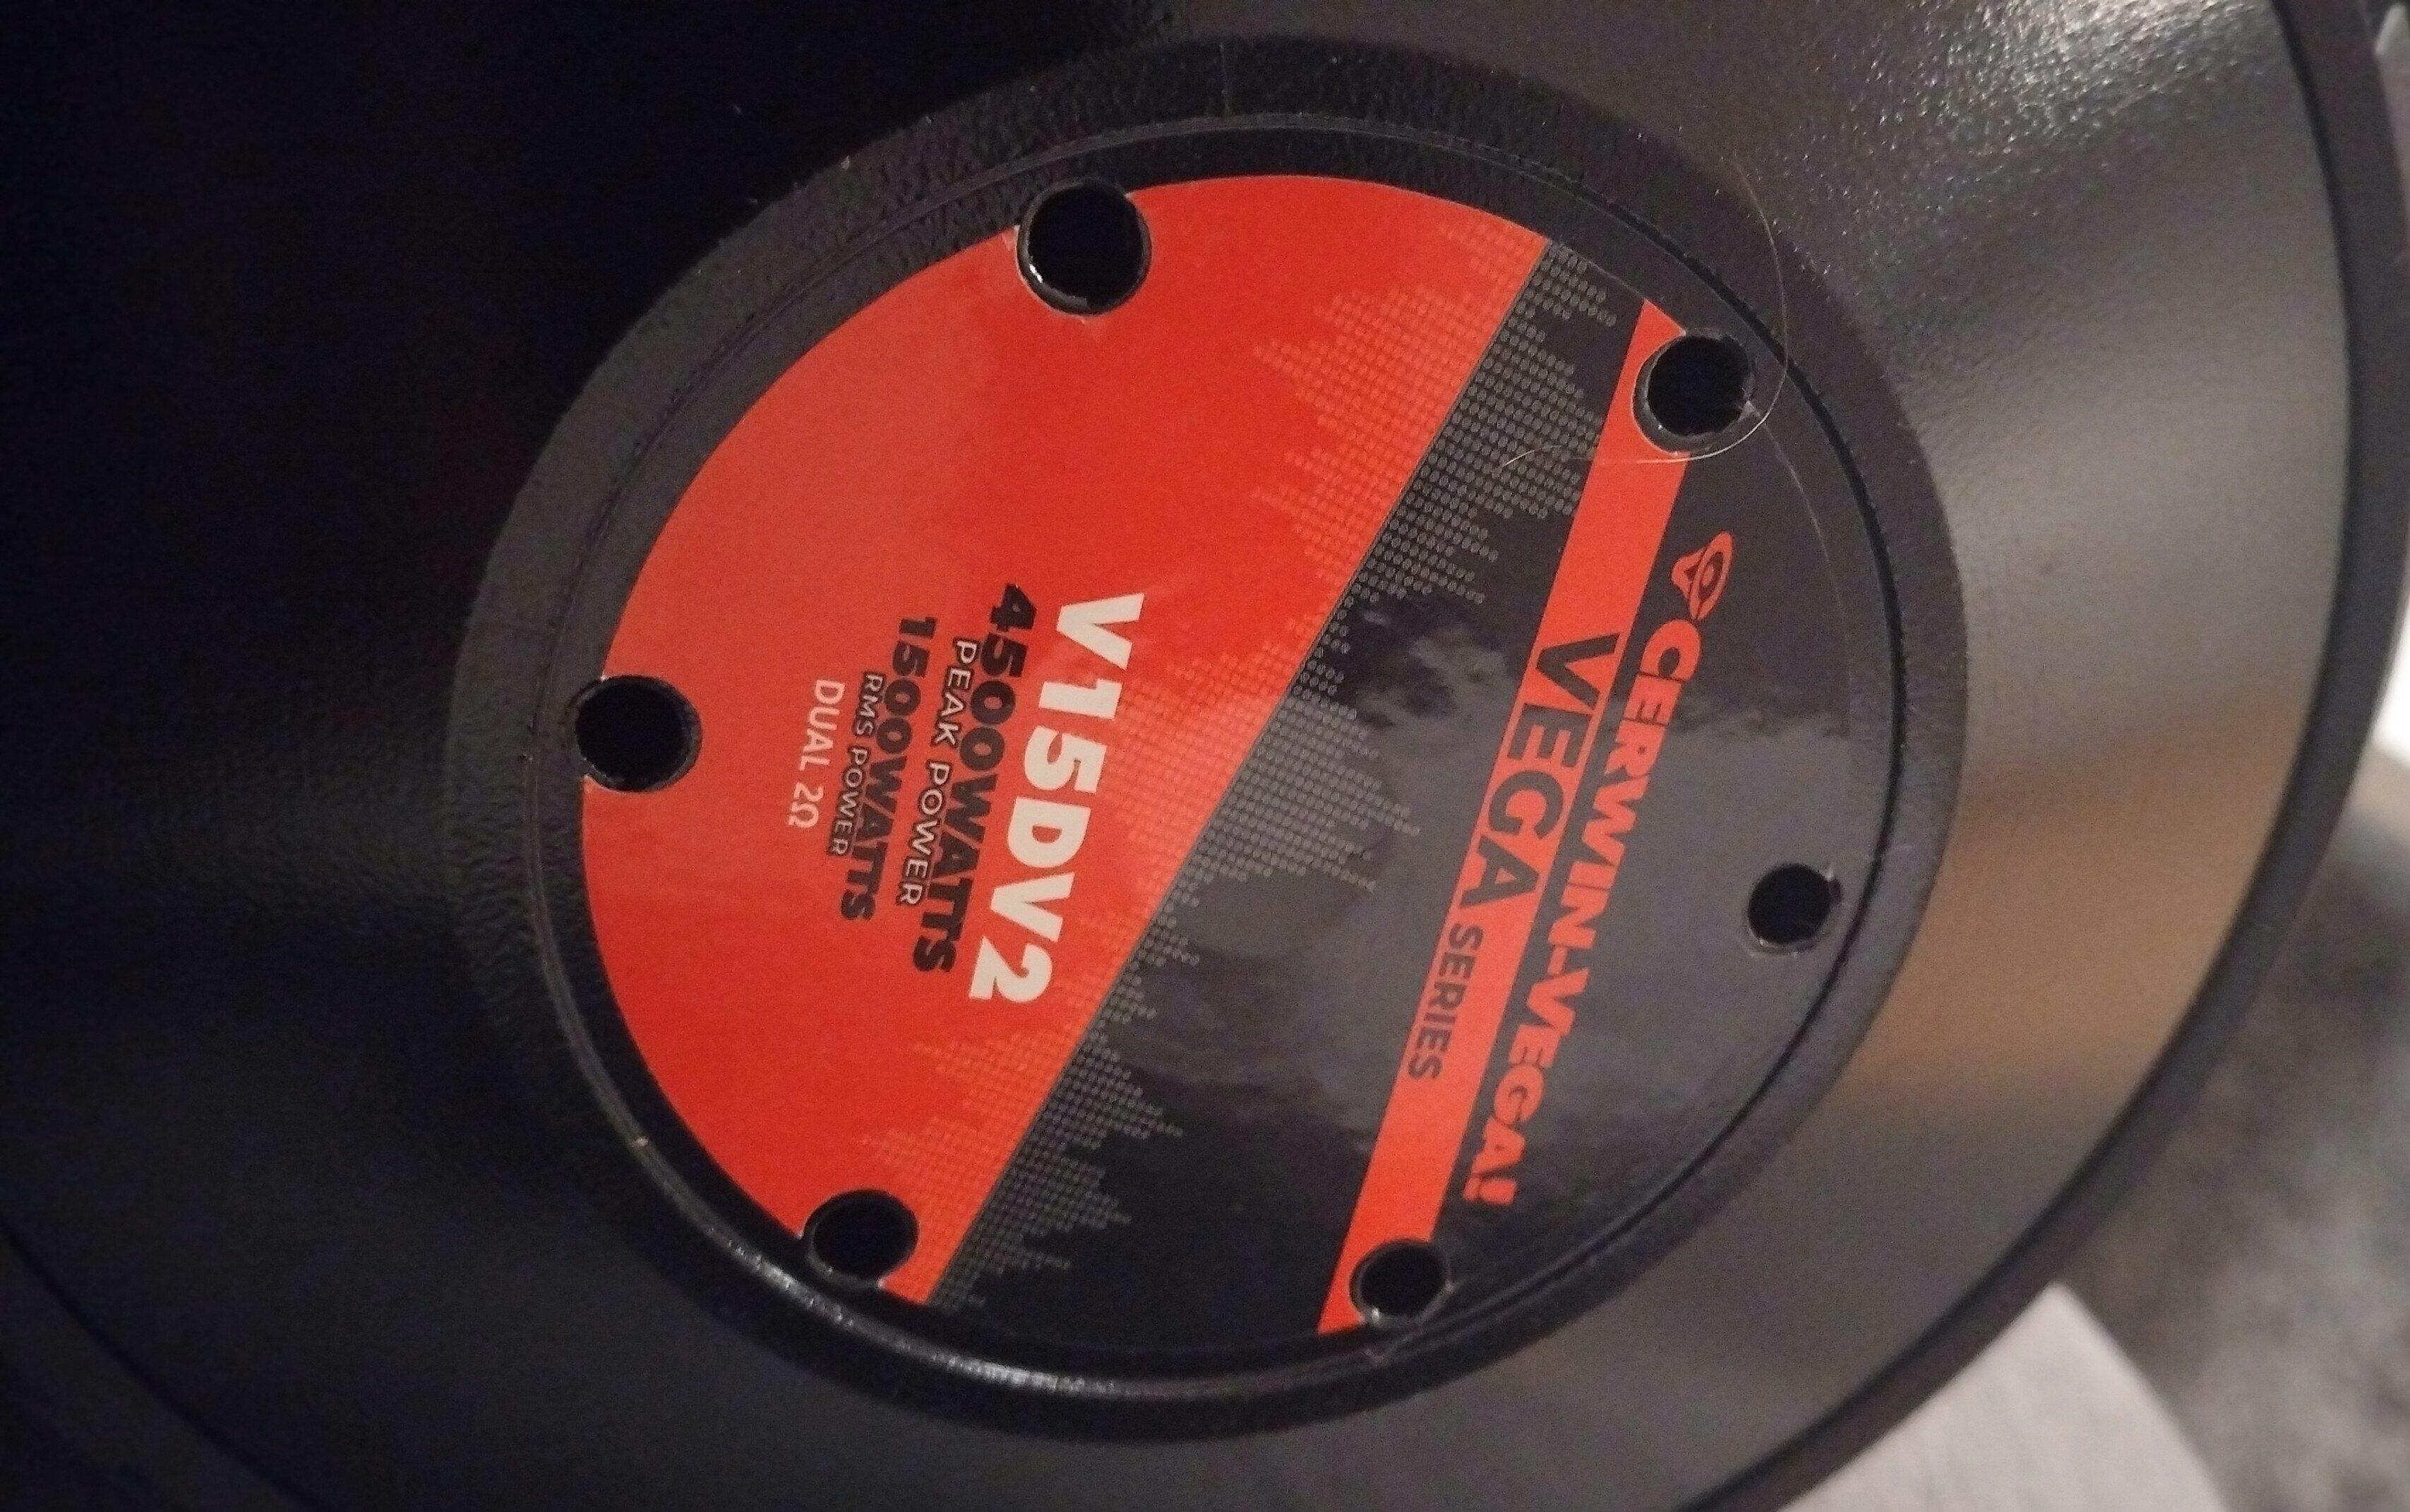 CERWIN-VEGA!
VEGA SERIES
V15DV2
4500WATTS
PEAK POWER
1500WATTS
RMS POWER
DUAL 2Ω